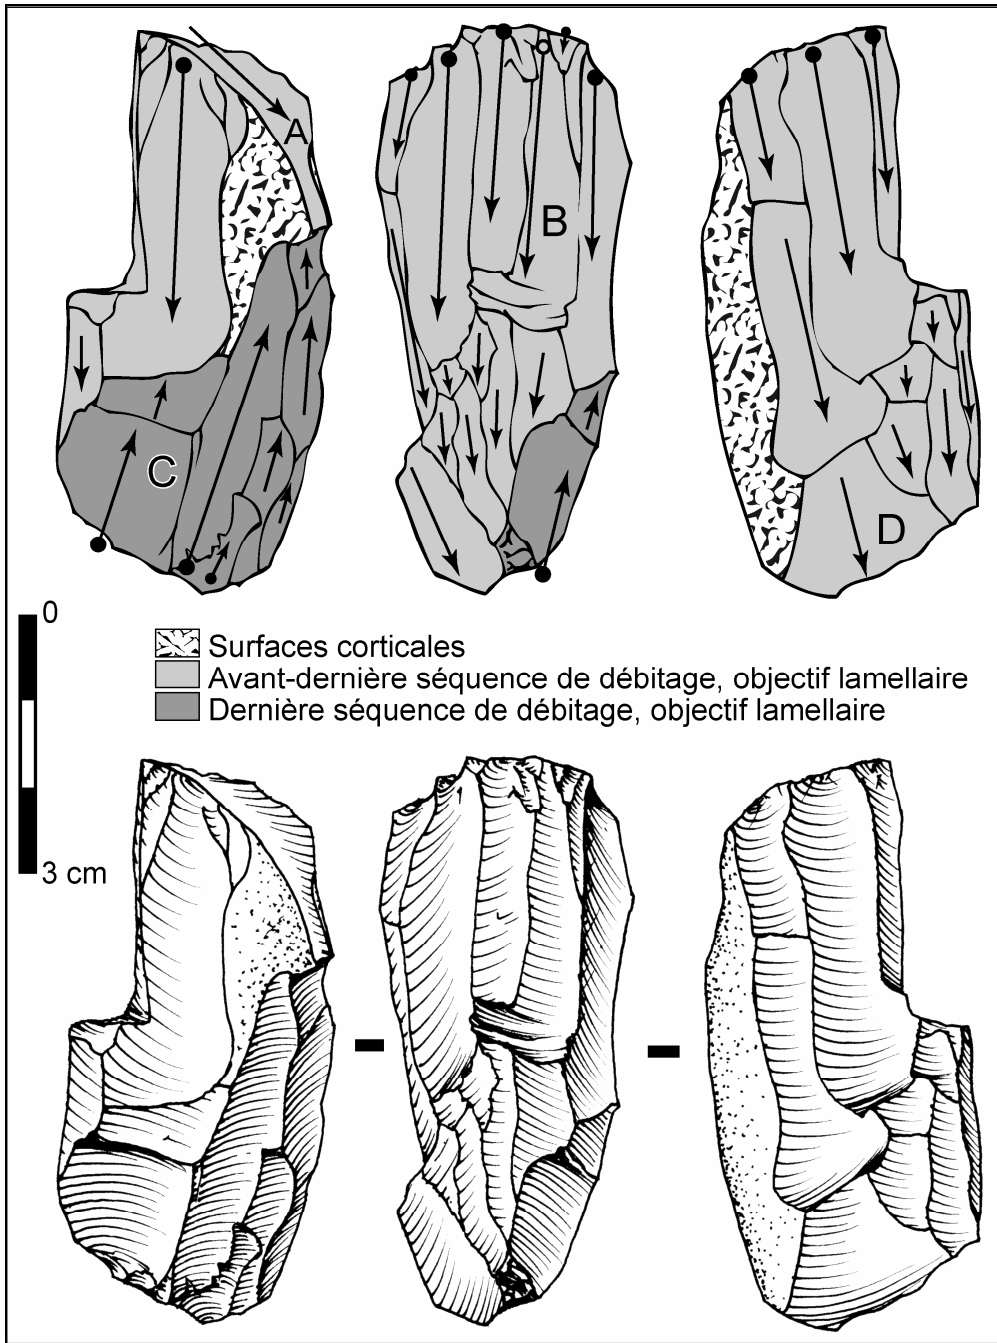 A
B
C
D
0
3 cm
Surfaces corticales
Avant-dernière séquence de débitage, objectif lamellaire
Dernière séquence de débitage, objectif lamellaire